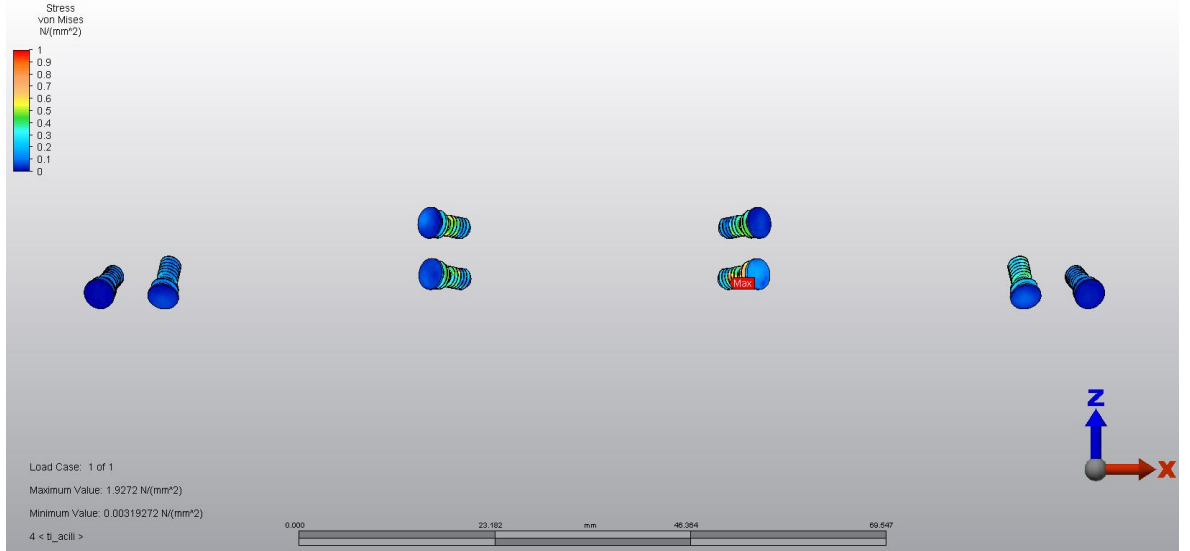 Stress
von Mises
N/(mm^2)
1
0.9
0.8
0.7
0.6
0.5
0.4
0.3
0.2
0.1
0
Max
Z
X
Load Case: 1 of 1
Maximum Value: 1.9272 N/(mm^2)
Minimum Value: 0.00319272 N/(mm^2)
4 < ti_acili >
0.000 23.182 mm 46.364 69.547